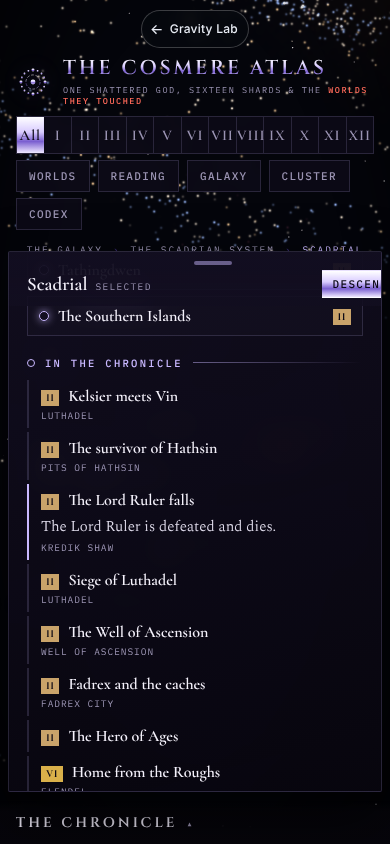 ← Gravity Lab
THE COSMERE ATLAS
ONE SHATTERED GOD, SIXTEEN SHARDS & THE WORLDS
THEY TOUCHED
All I II III IV V VI VII VIII IX X XI XII
WORLDS READING GALAXY CLUSTER
CODEX
THE GALAXY · THE SCADRIAN SYSTEM · SCADRIAL
Tathingdwen
Scadrial SELECTED DESCEN
The Southern Islands II
IN THE CHRONICLE
II Kelsier meets Vin
LUTHADEL
II The survivor of Hathsin
PITS OF HATHSIN
II The Lord Ruler falls
The Lord Ruler is defeated and dies.
KREDIK SHAW
II Siege of Luthadel
LUTHADEL
II The Well of Ascension
WELL OF ASCENSION
II Fadrex and the caches
FADREX CITY
II The Hero of Ages
VI Home from the Roughs
ELENDEL
THE CHRONICLE